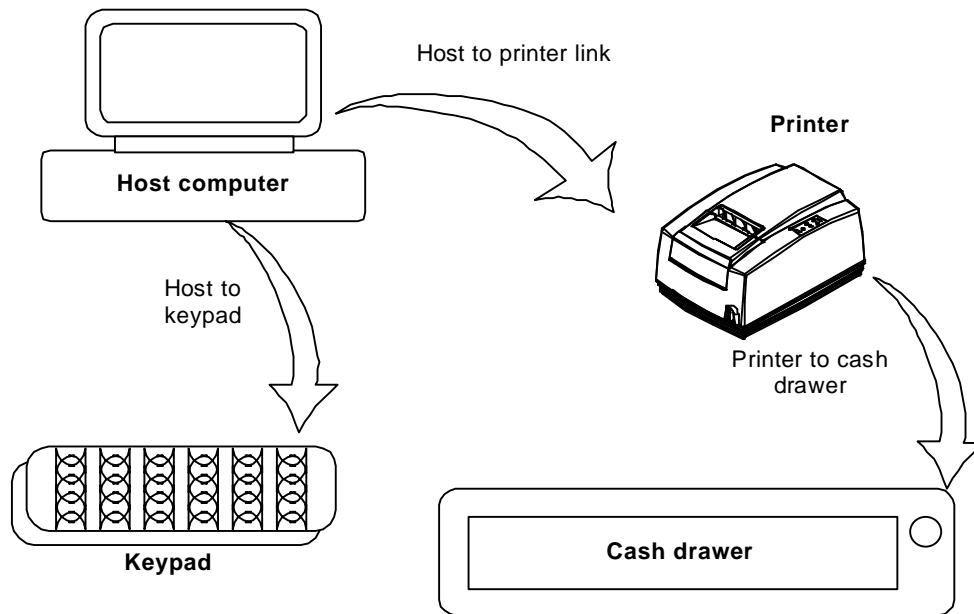 Host to printer link
Printer
Host computer
Host to
keypad
Printer to cash
drawer
Keypad
Cash drawer